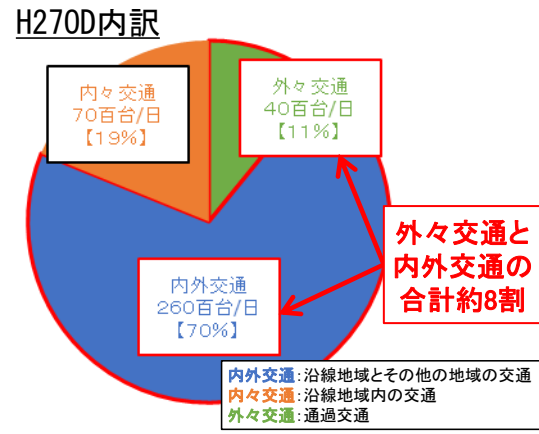 H27OD内訳
内々交通
70百台/日
【19%】
外々交通
40百台/日
【11%】
外々交通と
内外交通の
合計約8割
内外交通
260百台/日
【70%】
内外交通:沿線地域とその他の地域の交通
内々交通:沿線地域内の交通
外々交通:通過交通